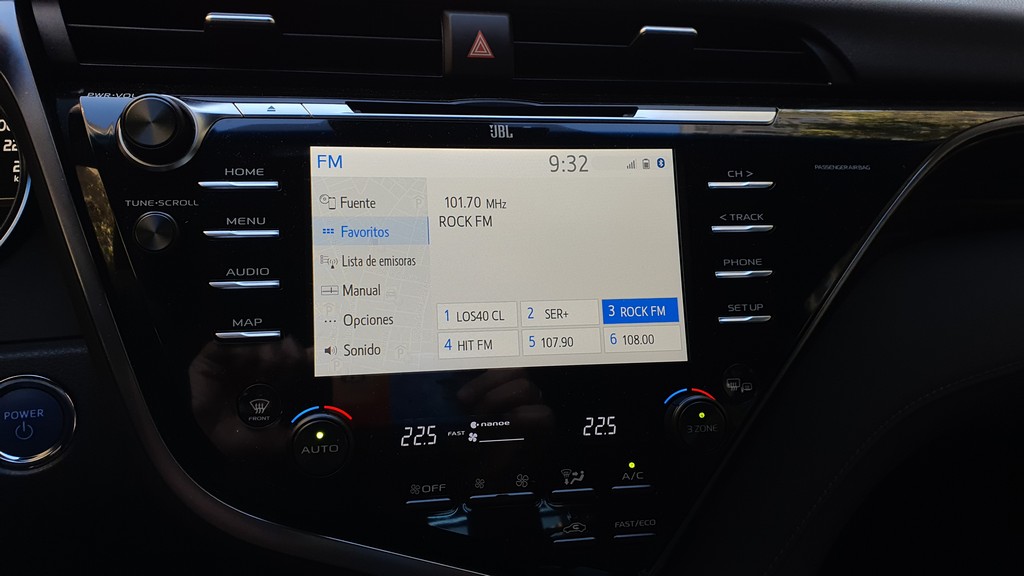 PWR·VOL
JBL
HOME
TUNE·SCROLL
MENU
AUDIO
MAP
FM
9:32
Fuente
Favoritos
Lista de emisoras
Manual
Opciones
Sonido
101.70 MHz
ROCK FM
1 LOS40 CL
2 SER+
3 ROCK FM
4 HIT FM
5 107.90
6 108.00
CH >
< TRACK
PHONE
SETUP
PASSENGER AIRBAG
POWER
FRONT
AUTO
22.5
FAST
nanoe
22.5
3 ZONE
OFF
A/C
FAST/ECO